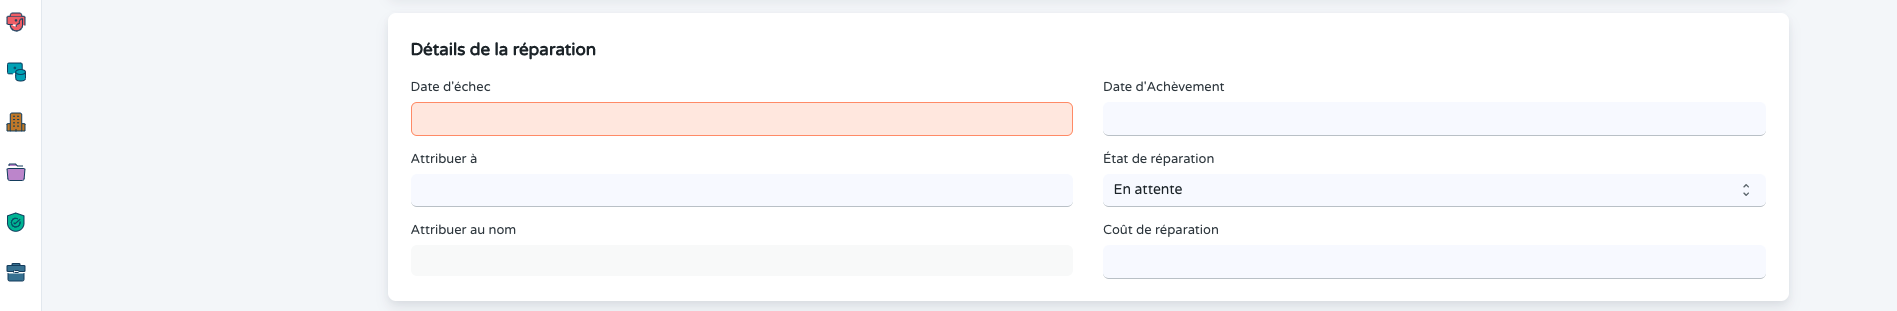 Détails de la réparation
Date d'échec
Date d'Achèvement
Attribuer à
État de réparation
En attente
Attribuer au nom
Coût de réparation